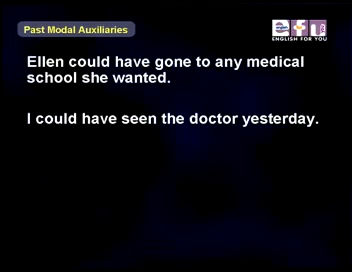 Past Modal Auxiliaries
efu
ENGLISH FOR YOU
Ellen could have gone to any medical
school she wanted.
I could have seen the doctor yesterday.